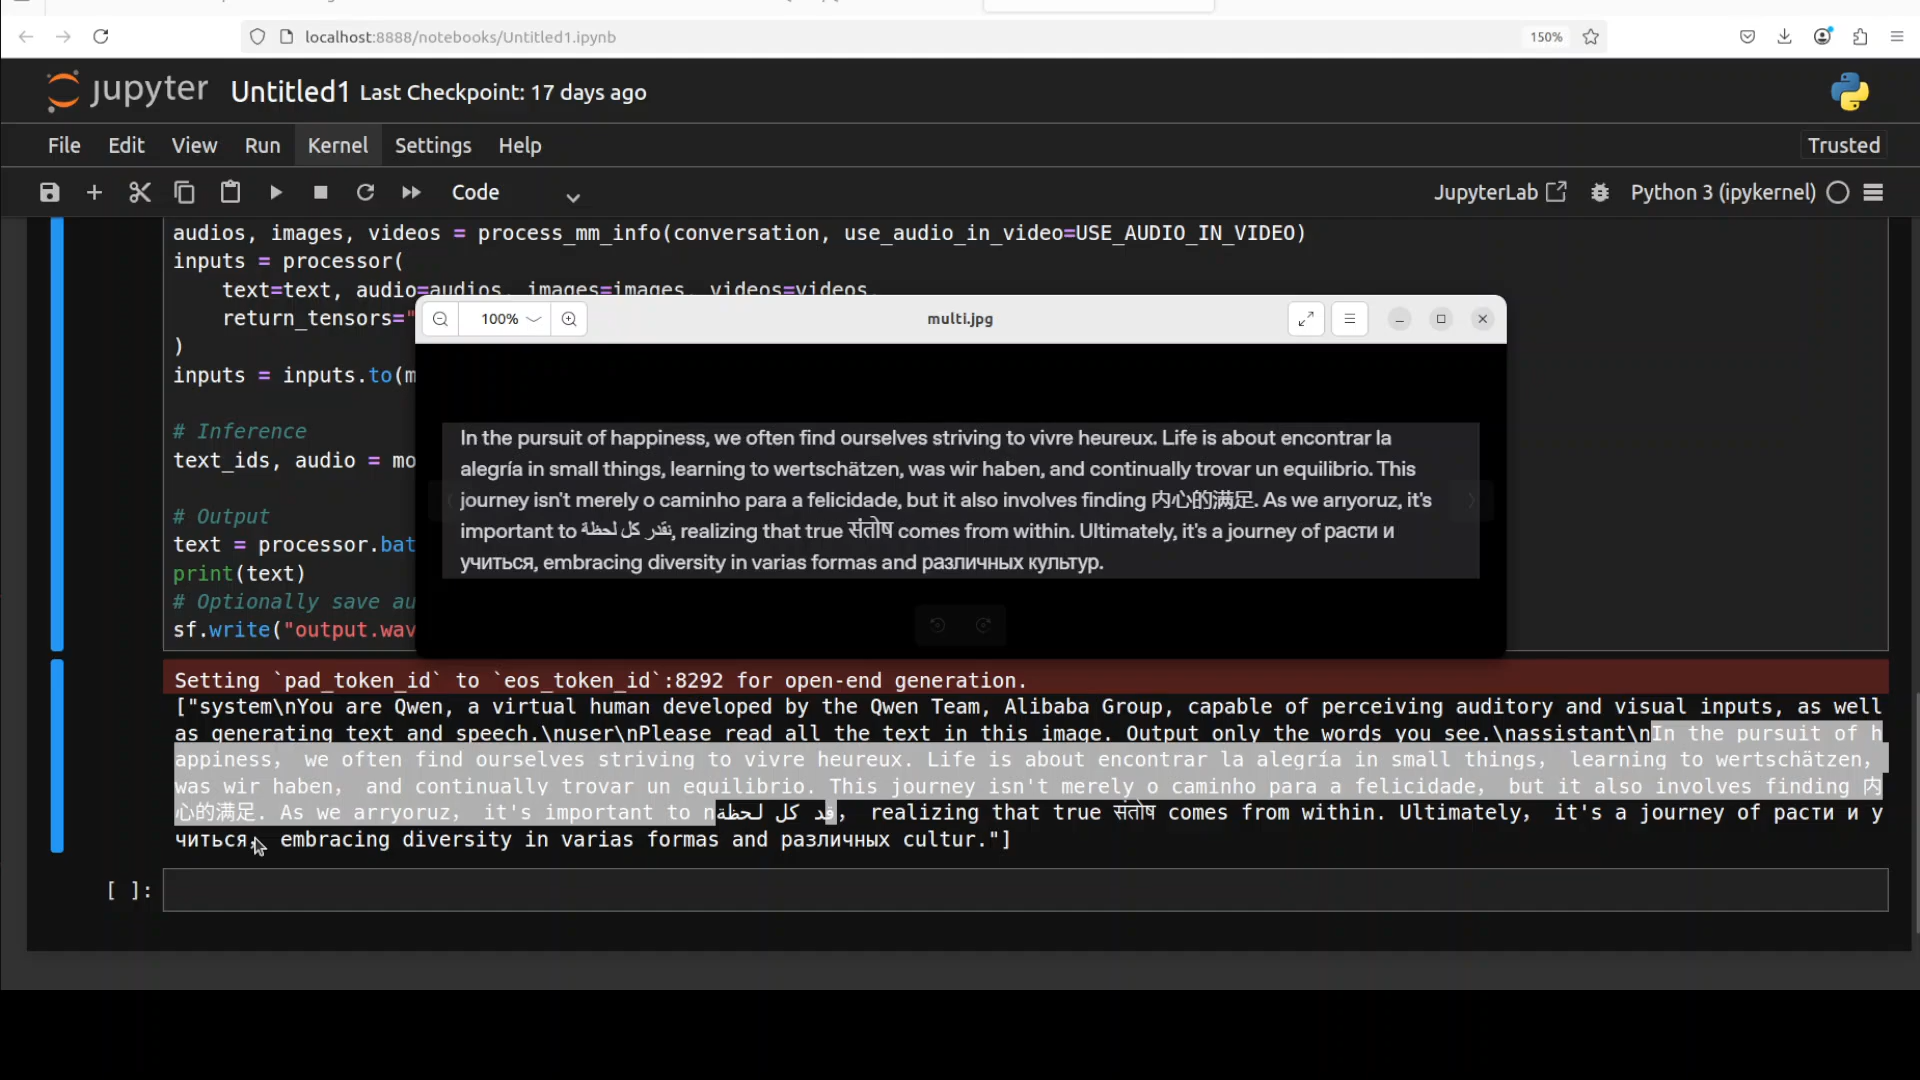 localhost:8888/notebooks/Untitled1.ipynb
150%
jupyter Untitled1 Last Checkpoint: 17 days ago
File Edit View Run Kernel Settings Help
Trusted
Code
JupyterLab
Python 3 (ipykernel)
audios, images, videos = process_mm_info(conversation, use_audio_in_video=USE_AUDIO_IN_VIDEO)
inputs = processor(
text=text, audio=audios, images=images, videos=videos,
return_tensors="
)
inputs = inputs.to(m
# Inference
text_ids, audio = mo
# Output
text = processor.bat
print(text)
# Optionally save au
sf.write("output.wav
100%
multi.jpg
In the pursuit of happiness, we often find ourselves striving to vivre heureux. Life is about encontrar la
alegría in small things, learning to wertschätzen, was wir haben, and continually trovar un equilibrio. This
journey isn't merely o caminho para a felicidade, but it also involves finding 内心的满足. As we arıyoruz, it's
important to نقدر كل لحظة, realizing that true संतोष comes from within. Ultimately, it's a journey of расти и
учиться, embracing diversity in varias formas and различных культур.
Setting `pad_token_id` to `eos_token_id`:8292 for open-end generation.
["system\nYou are Qwen, a virtual human developed by the Qwen Team, Alibaba Group, capable of perceiving auditory and visual inputs, as well
as generating text and speech.\nuser\nPlease read all the text in this image. Output only the words you see.\nassistant\nIn the pursuit of h
appiness, we often find ourselves striving to vivre heureux. Life is about encontrar la alegría in small things, learning to wertschätzen,
was wir haben, and continually trovar un equilibrio. This journey isn't merely o caminho para a felicidade, but it also involves finding 内
心的满足. As we arryoruz, it's important to nقد كل لحظة, realizing that true संतोष comes from within. Ultimately, it's a journey of расти и у
читься, embracing diversity in varias formas and различных cultur."]
[ ]: